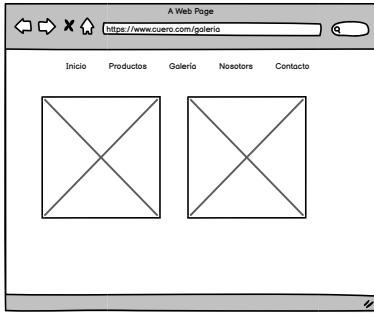 A Web Page
https://www.cuero.com/galeria
Inicio Productos Galería Nosotors Contacto